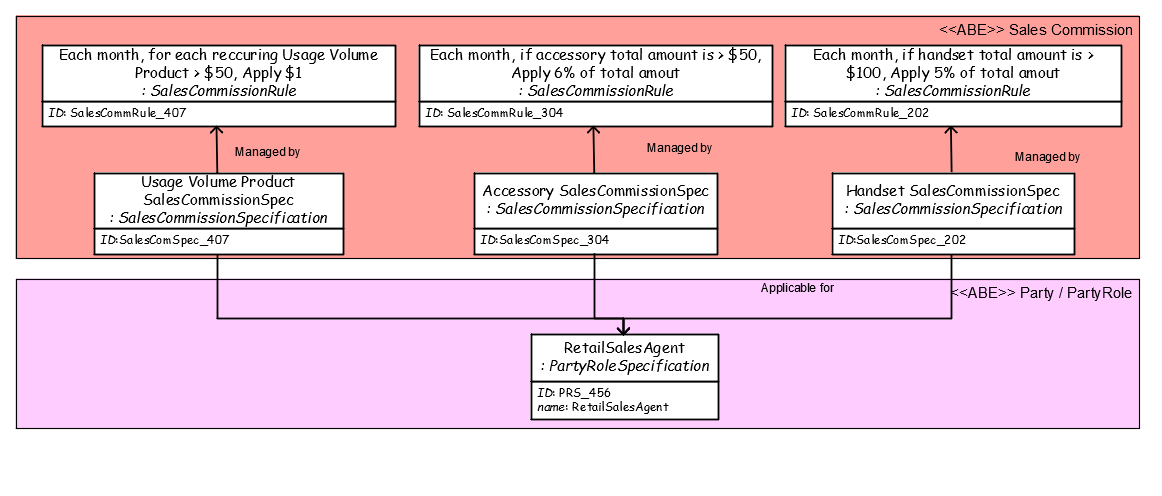 <<ABE>> Sales Commission
Each month, for each reccuring Usage Volume
Product > $50, Apply $1
: SalesCommissionRule
ID: SalesCommRule_407
Each month, if accessory total amount is > $50,
Apply 6% of total amout
: SalesCommissionRule
ID: SalesCommRule_304
Each month, if handset total amount is >
$100, Apply 5% of total amout
: SalesCommissionRule
ID: SalesCommRule_202
Managed by
Managed by
Managed by
Usage Volume Product
SalesCommissionSpec
: SalesCommissionSpecification
ID:SalesComSpec_407
Accessory SalesCommissionSpec
: SalesCommissionSpecification
ID:SalesComSpec_304
Handset SalesCommissionSpec
: SalesCommissionSpecification
ID:SalesComSpec_202
Applicable for
<<ABE>> Party / PartyRole
RetailSalesAgent
: PartyRoleSpecification
ID: PRS_456
name: RetailSalesAgent